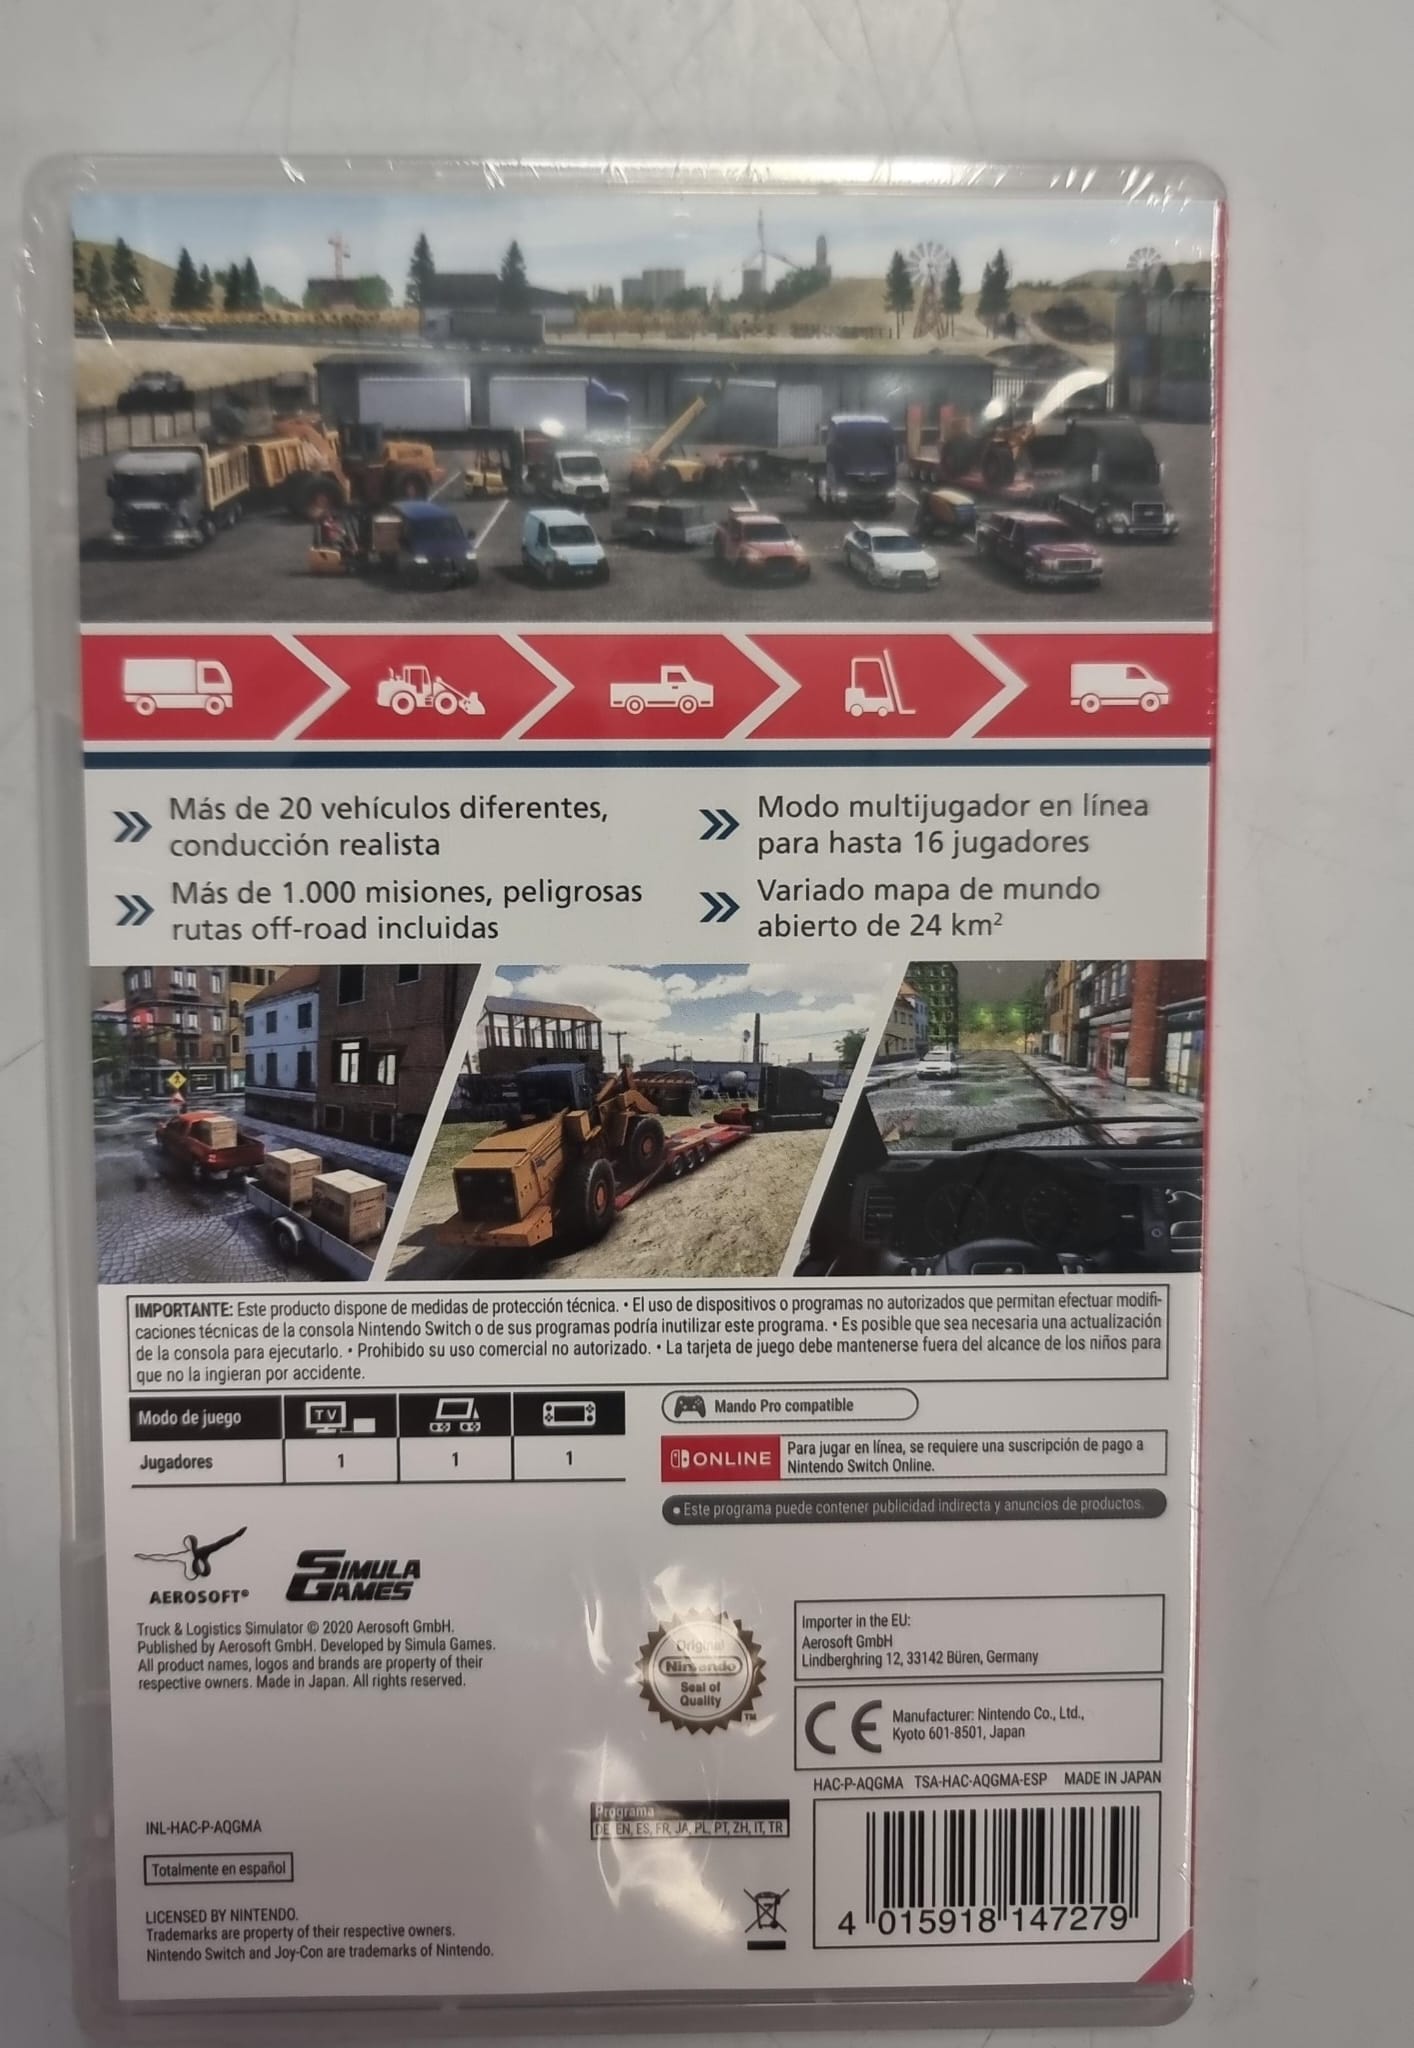 Más de 20 vehículos diferentes,
conducción realista
Más de 1.000 misiones, peligrosas
rutas off-road incluidas
Modo multijugador en línea
para hasta 16 jugadores
Variado mapa de mundo
abierto de 24 km²
IMPORTANTE: Este producto dispone de medidas de protección técnica. • El uso de dispositivos o programas no autorizados que permitan efectuar modifi-
caciones técnicas de la consola Nintendo Switch o de sus programas podría inutilizar este programa. • Es posible que sea necesaria una actualización
de la consola para ejecutarlo. • Prohibido su uso comercial no autorizado. • La tarjeta de juego debe mantenerse fuera del alcance de los niños para
que no la ingieran por accidente.
Modo de juego TV
Jugadores 1 1 1
Mando Pro compatible
ONLINE
Para jugar en línea, se requiere una suscripción de pago a
Nintendo Switch Online.
• Este programa puede contener publicidad indirecta y anuncios de productos.
AEROSOFT®
SIMULA
GAMES
Truck & Logistics Simulator © 2020 Aerosoft GmbH.
Published by Aerosoft GmbH. Developed by Simula Games.
All product names, logos and brands are property of their
respective owners. Made in Japan. All rights reserved.
Original
Nintendo
Seal of
Quality
TM
Importer in the EU:
Aerosoft GmbH
Lindberghring 12, 33142 Büren, Germany
CE
Manufacturer: Nintendo Co., Ltd.,
Kyoto 601-8501, Japan
HAC-P-AQGMA TSA-HAC-AQGMA-ESP MADE IN JAPAN
INL-HAC-P-AQGMA
Programa
DE, EN, ES, FR, JA, PL, PT, ZH, IT, TR
Totalmente en español
LICENSED BY NINTENDO.
Trademarks are property of their respective owners.
Nintendo Switch and Joy-Con are trademarks of Nintendo.
4 015918 147279